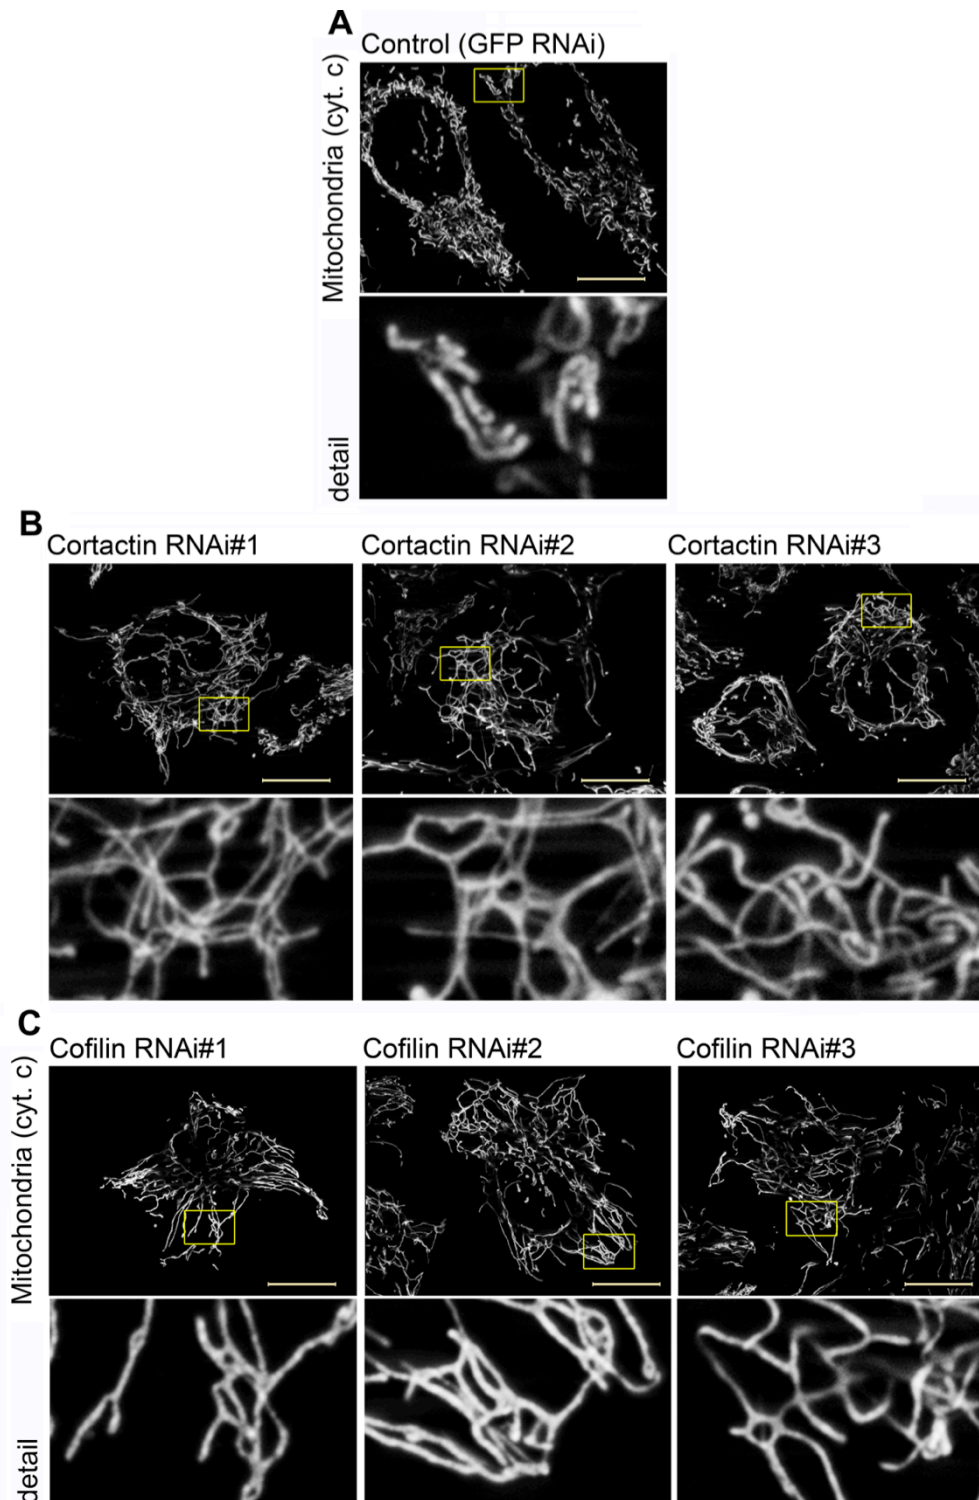 A
Control (GFP RNAi)
Mitochondria (cyt. c)
detail
B
Cortactin RNAi#1
Cortactin RNAi#2
Cortactin RNAi#3
C
Cofilin RNAi#1
Cofilin RNAi#2
Cofilin RNAi#3
Mitochondria (cyt. c)
detail